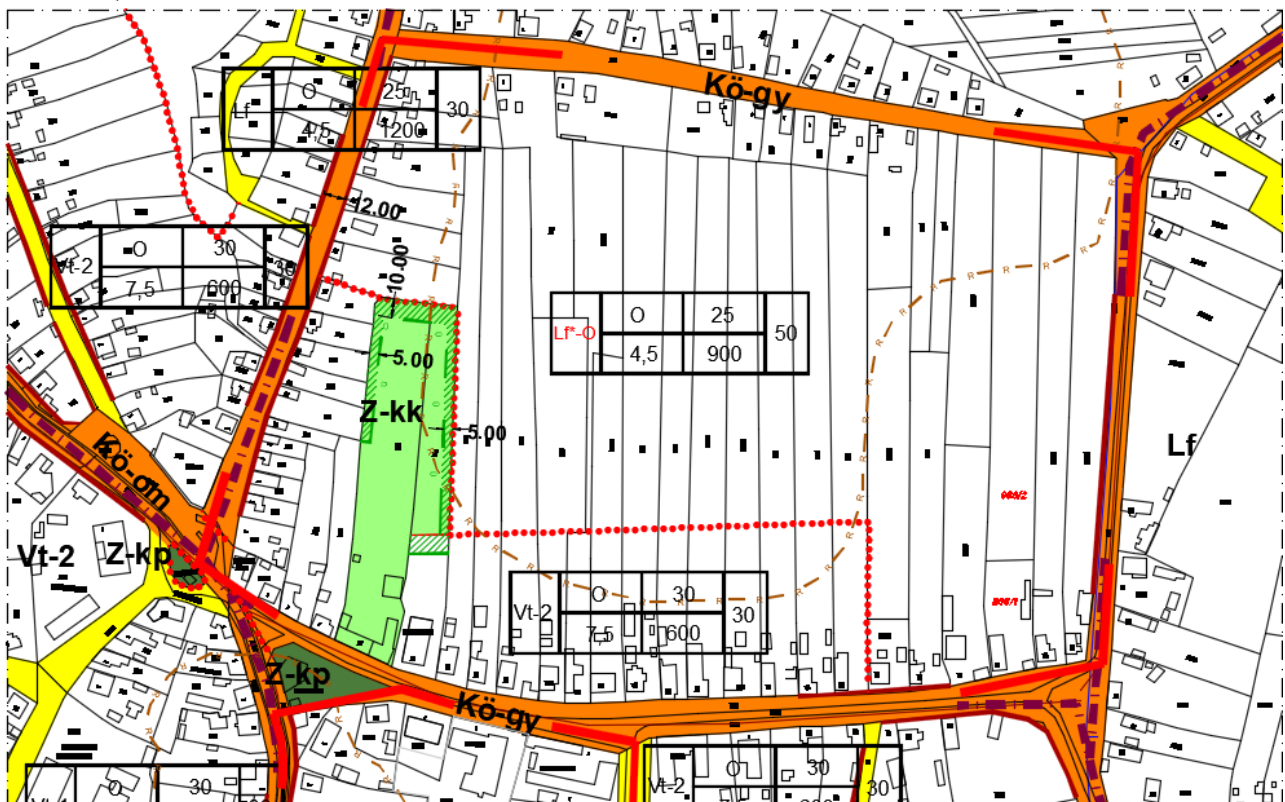 Kö-gy
Lf O 25 30
4,5 1200
12.00
Vt-2 O 30 30
7,5 600
10.00
Lf*-O O 25 50
4,5 900
5.00
Z-kk
5.00
Lf
Kö-om
Vt-2
Z-kp
Vt-2 O 30 30
7,5 600
Z-kp
Kö-gy
Vt-2 O 30 30
O 30